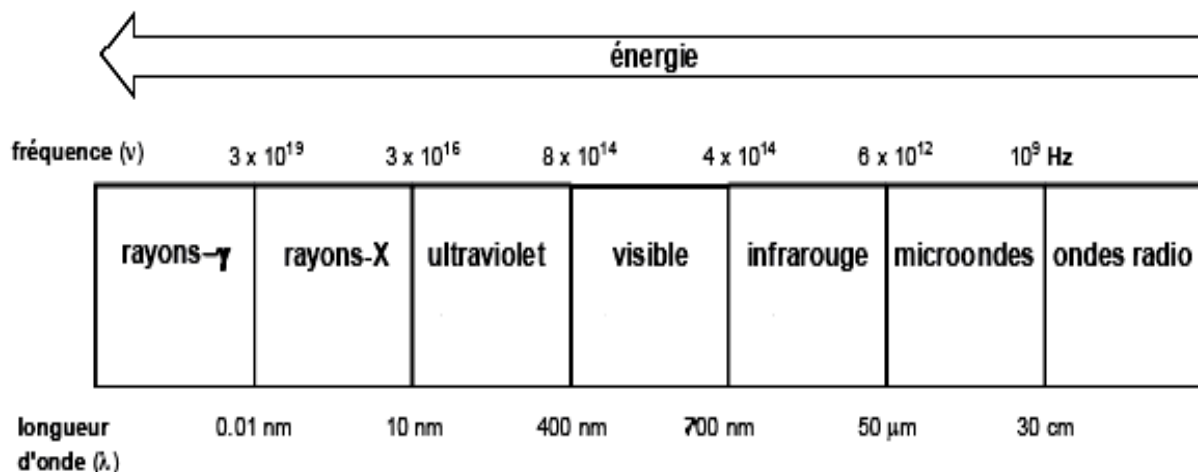 énergie
fréquence (ν) 3 x 10¹⁹ 3 x 10¹⁶ 8 x 10¹⁴ 4 x 10¹⁴ 6 x 10¹² 10⁹ Hz
rayons-γ rayons-X ultraviolet visible infrarouge microondes ondes radio
longueur 0.01 nm 10 nm 400 nm 700 nm 50 μm 30 cm
d'onde (λ)